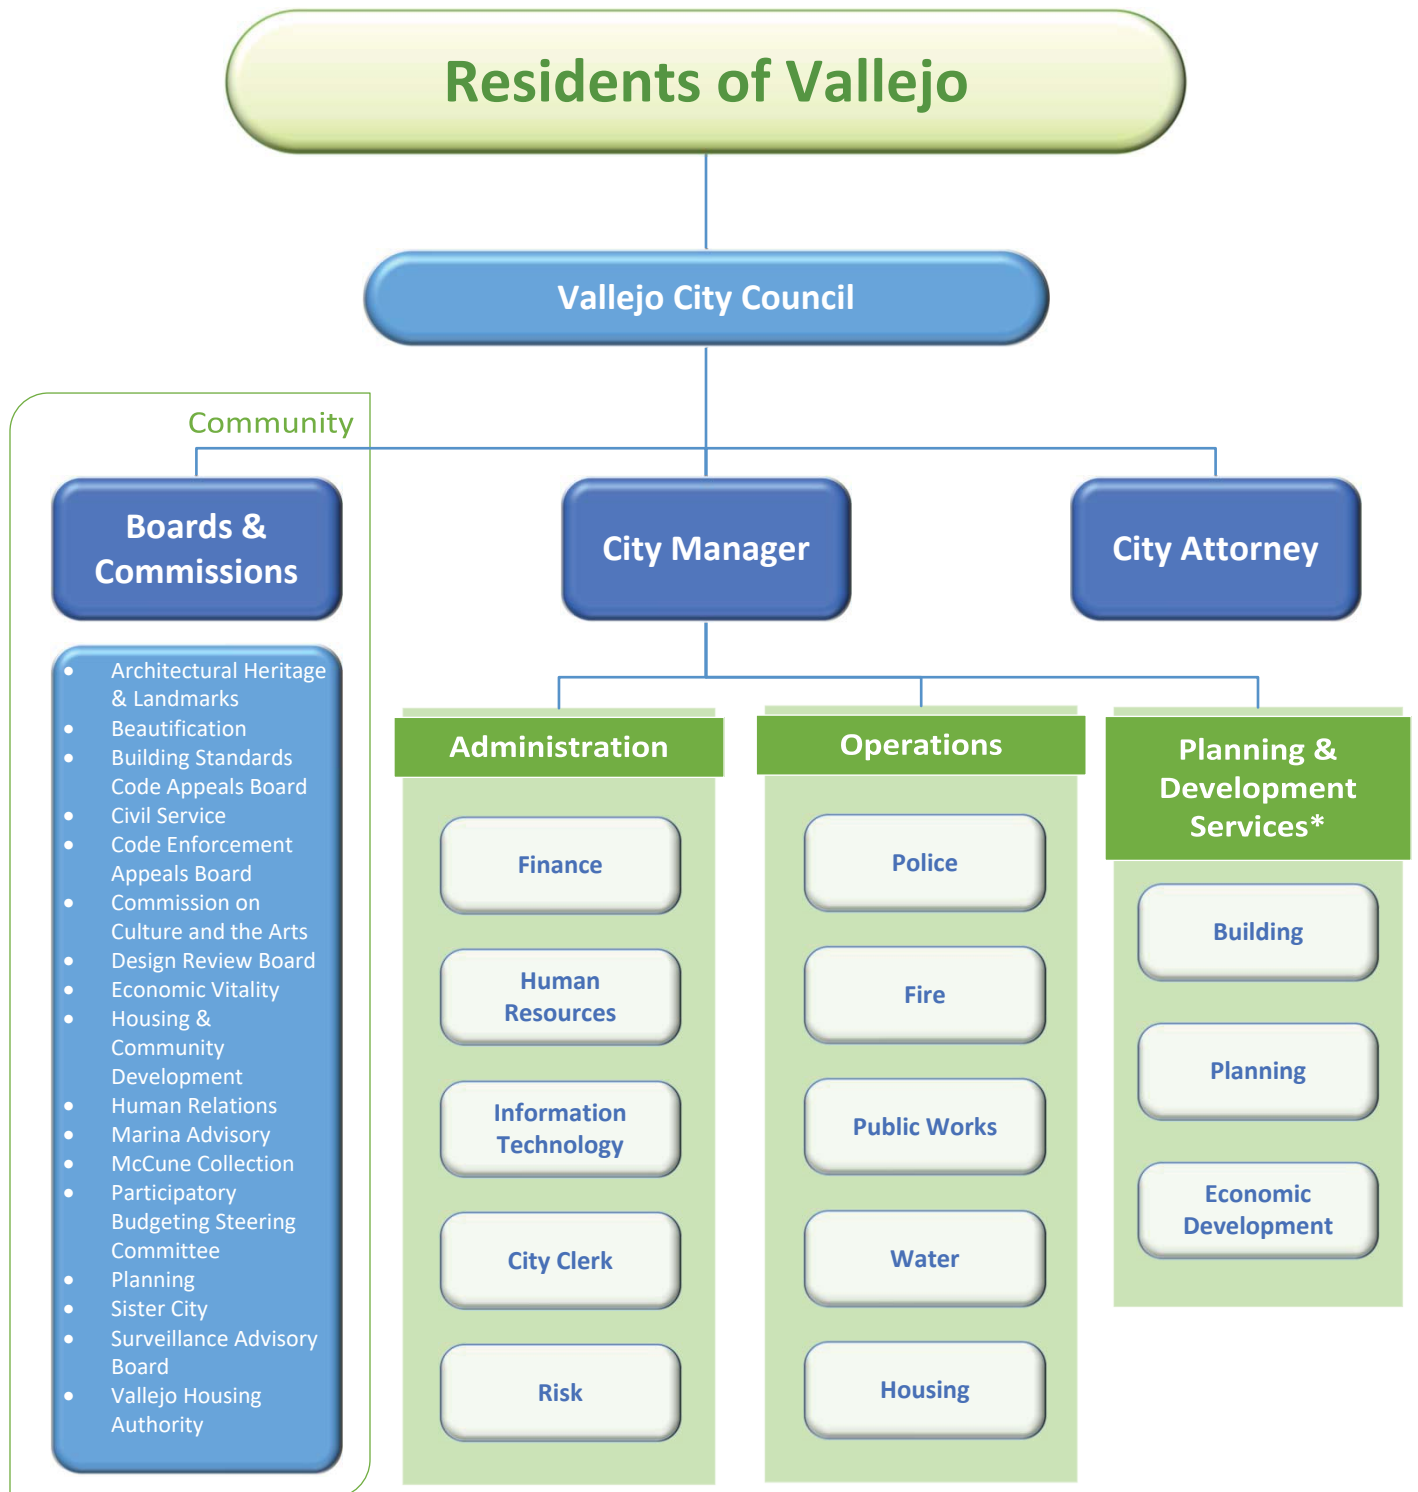 Residents of Vallejo
Vallejo City Council
Community
Boards &
Commissions
City Manager
City Attorney
• Architectural Heritage
& Landmarks
• Beautification
• Building Standards
Code Appeals Board
• Civil Service
• Code Enforcement
Appeals Board
• Commission on
Culture and the Arts
• Design Review Board
• Economic Vitality
• Housing &
Community
Development
• Human Relations
• Marina Advisory
• McCune Collection
• Participatory
Budgeting Steering
Committee
• Planning
• Sister City
• Surveillance Advisory
Board
• Vallejo Housing
Authority
Administration
Finance
Human
Resources
Information
Technology
City Clerk
Risk
Operations
Police
Fire
Public Works
Water
Housing
Planning &
Development
Services*
Building
Planning
Economic
Development